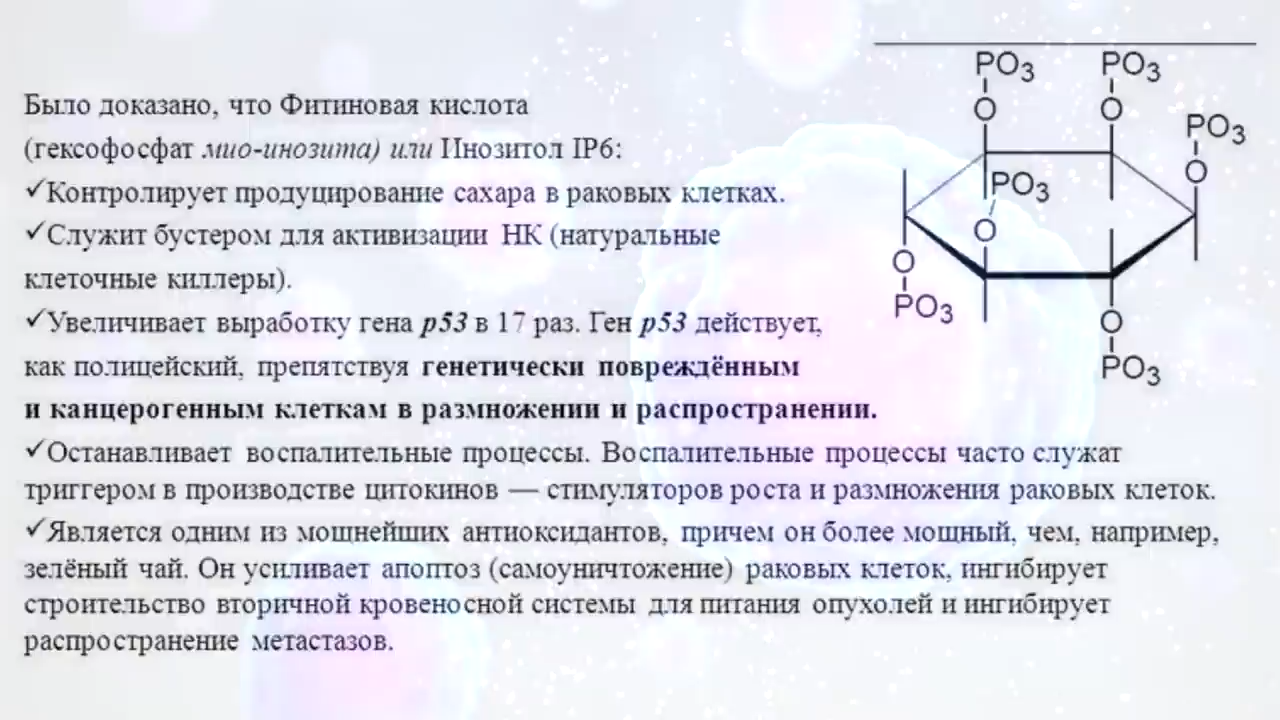 Было доказано, что Фитиновая кислота
(гексофосфат мио-инозита) или Инозитол IP6:
✓Контролирует продуцирование сахара в раковых клетках.
✓Служит бустером для активизации НК (натуральные
клеточные киллеры).
✓Увеличивает выработку гена p53 в 17 раз. Ген p53 действует,
как полицейский, препятствуя генетически повреждённым
и канцерогенным клеткам в размножении и распространении.
✓Останавливает воспалительные процессы. Воспалительные процессы часто служат
триггером в производстве цитокинов — стимуляторов роста и размножения раковых клеток.
✓Является одним из мощнейших антиоксидантов, причем он более мощный, чем, например,
зелёный чай. Он усиливает апоптоз (самоуничтожение) раковых клеток, ингибирует
строительство вторичной кровеносной системы для питания опухолей и ингибирует
распространение метастазов.
PO3 PO3
O O
PO3
O
PO3
O
O
PO3
O
PO3